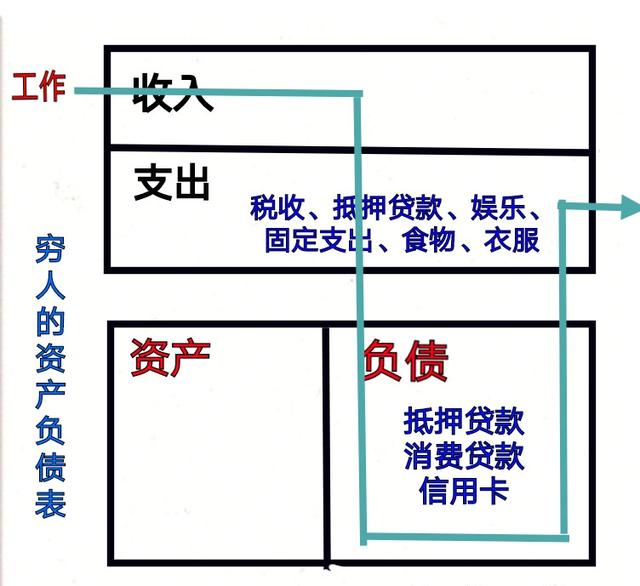 工作
收入
支出
税收、抵押贷款、娱乐、
固定支出、食物、衣服
穷人的资产负债表
资产
负债
抵押贷款
消费贷款
信用卡